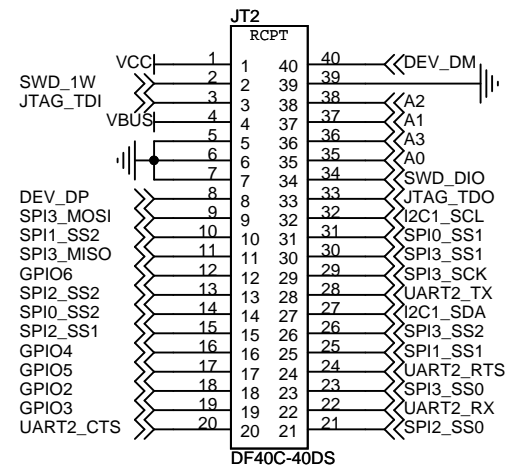 JT2
RCPT
VCC 1 1 40 40 DEV_DM
SWD_1W 2 2 39 39
JTAG_TDI 3 3 38 38 A2
VBUS 4 4 37 37 A1
5 5 36 36 A3
6 6 35 35 A0
7 7 34 34 SWD_DIO
DEV_DP 8 8 33 33 JTAG_TDO
SPI3_MOSI 9 9 32 32 I2C1_SCL
SPI1_SS2 10 10 31 31 SPI0_SS1
SPI3_MISO 11 11 30 30 SPI3_SS1
GPIO6 12 12 29 29 SPI3_SCK
SPI2_SS2 13 13 28 28 UART2_TX
SPI0_SS2 14 14 27 27 I2C1_SDA
SPI2_SS1 15 15 26 26 SPI3_SS2
GPIO4 16 16 25 25 SPI1_SS1
GPIO5 17 17 24 24 UART2_RTS
GPIO2 18 18 23 23 SPI3_SS0
GPIO3 19 19 22 22 UART2_RX
UART2_CTS 20 20 21 21 SPI2_SS0
DF40C-40DS